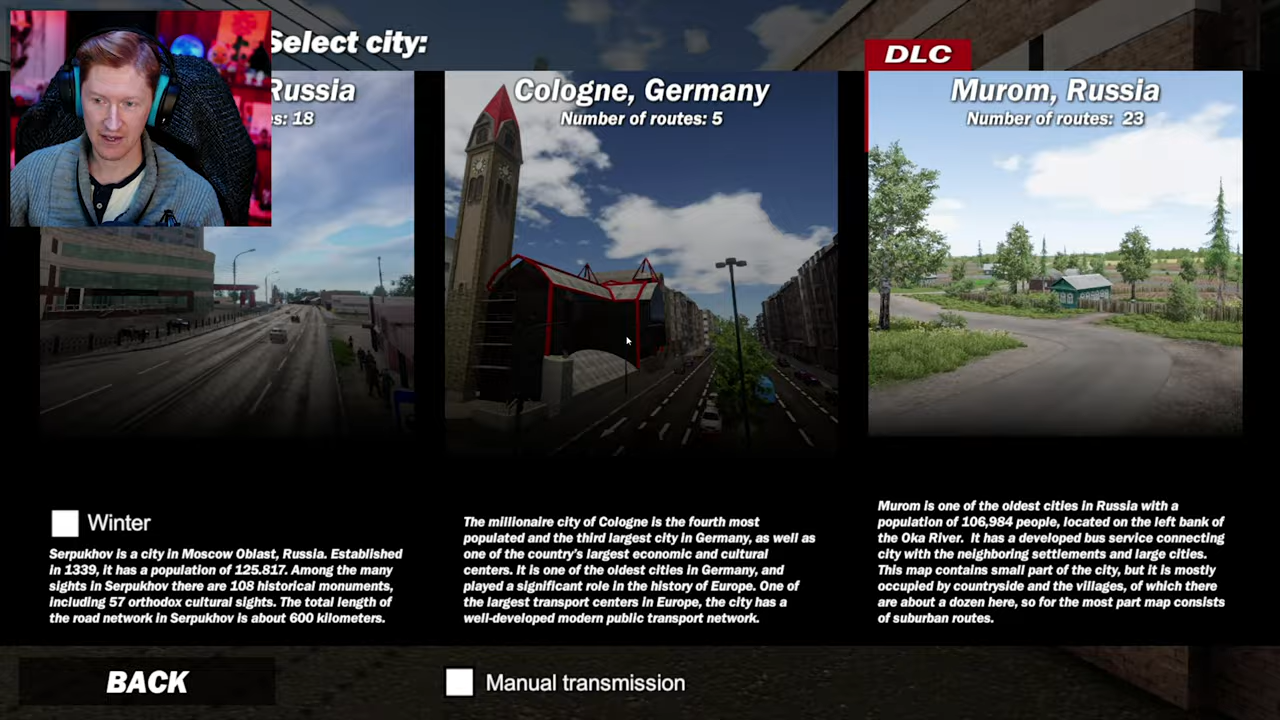 Select city:
DLC
Russia
s: 18
Cologne, Germany
Number of routes: 5
Murom, Russia
Number of routes: 23
Winter
Serpukhov is a city in Moscow Oblast, Russia. Established
in 1339, it has a population of 125.817. Among the many
sights in Serpukhov there are 108 historical monuments,
including 57 orthodox cultural sights. The total length of
the road network in Serpukhov is about 600 kilometers.
The millionaire city of Cologne is the fourth most
populated and the third largest city in Germany, as well as
one of the country's largest economic and cultural
centers. It is one of the oldest cities in Germany, and
played a significant role in the history of Europe. One of
the largest transport centers in Europe, the city has a
well-developed modern public transport network.
Murom is one of the oldest cities in Russia with a
population of 106,984 people, located on the left bank of
the Oka River. It has a developed bus service connecting
city with the neighboring settlements and large cities.
This map contains small part of the city, but it is mostly
occupied by countryside and the villages, of which there
are about a dozen here, so for the most part map consists
of suburban routes.
BACK
Manual transmission